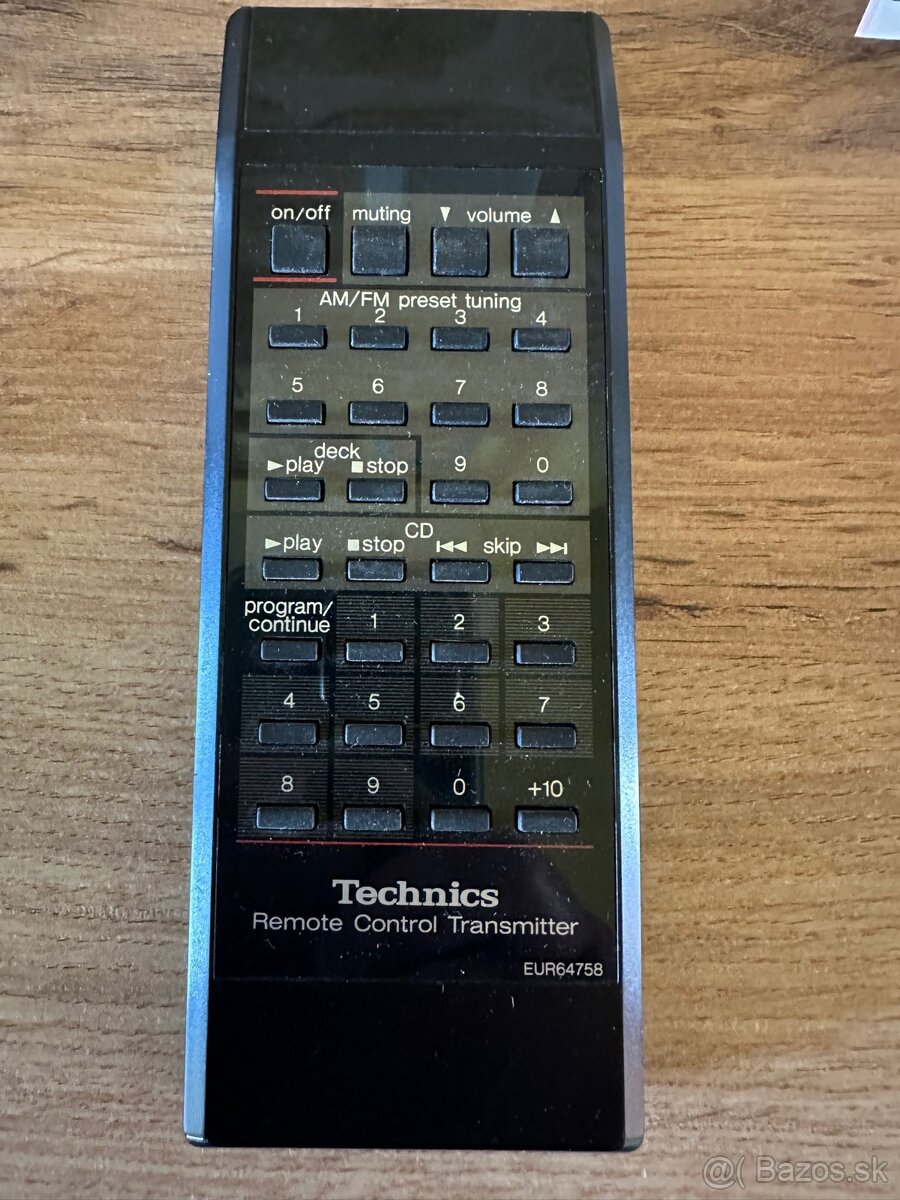 on/off muting ▼ volume ▲
AM/FM preset tuning
1 2 3 4
5 6 7 8
deck
►play ■stop 9 0
CD
►play ■stop |◄◄ skip ►►|
program/
continue 1 2 3
4 5 6 7
8 9 0 +10
Technics
Remote Control Transmitter
EUR64758
@( Bazos.sk